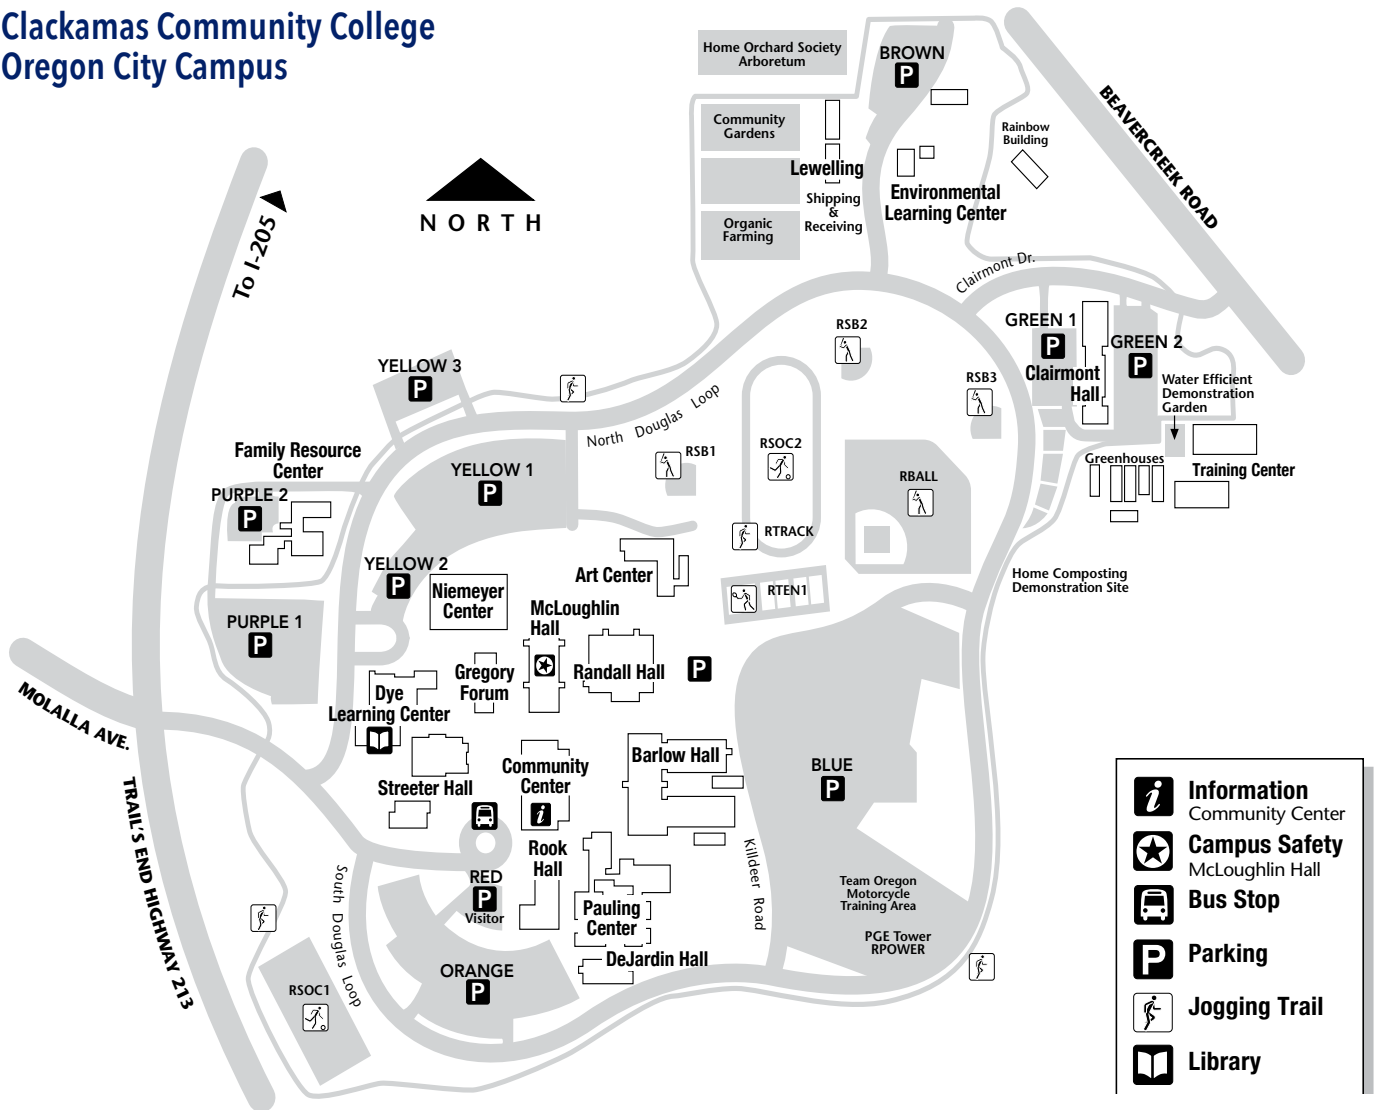 Clackamas Community College
Oregon City Campus
Home Orchard Society
Arboretum
BROWN
P
BEAVERCREEK ROAD
Community
Gardens
Rainbow
Building
Lewelling
Shipping
&
Receiving
Environmental
Learning Center
Organic
Farming
NORTH
To I-205
Clairmont Dr.
GREEN 1
P
GREEN 2
P
Clairmont
Hall
RSB2
RSB3
Water Efficient
Demonstration
Garden
YELLOW 3
P
North Douglas Loop
RSB1
RSOC2
RBALL
Greenhouses
Training Center
Family Resource
Center
PURPLE 2
P
YELLOW 1
P
RTRACK
YELLOW 2
P
Niemeyer
Center
Art Center
RTEN1
Home Composting
Demonstration Site
McLoughlin
Hall
PURPLE 1
P
Gregory
Forum
Randall Hall
P
MOLALLA AVE.
Dye
Learning Center
TRAIL'S END HIGHWAY 213
Streeter Hall
Community
Center
i
Barlow Hall
BLUE
P
Rook
Hall
Killdeer Road
RED
P
Visitor
South Douglas Loop
Pauling
Center
Team Oregon
Motorcycle
Training Area
PGE Tower
RPOWER
DeJardin Hall
ORANGE
P
RSOC1
i
Information
Community Center
Campus Safety
McLoughlin Hall
Bus Stop
P
Parking
Jogging Trail
Library